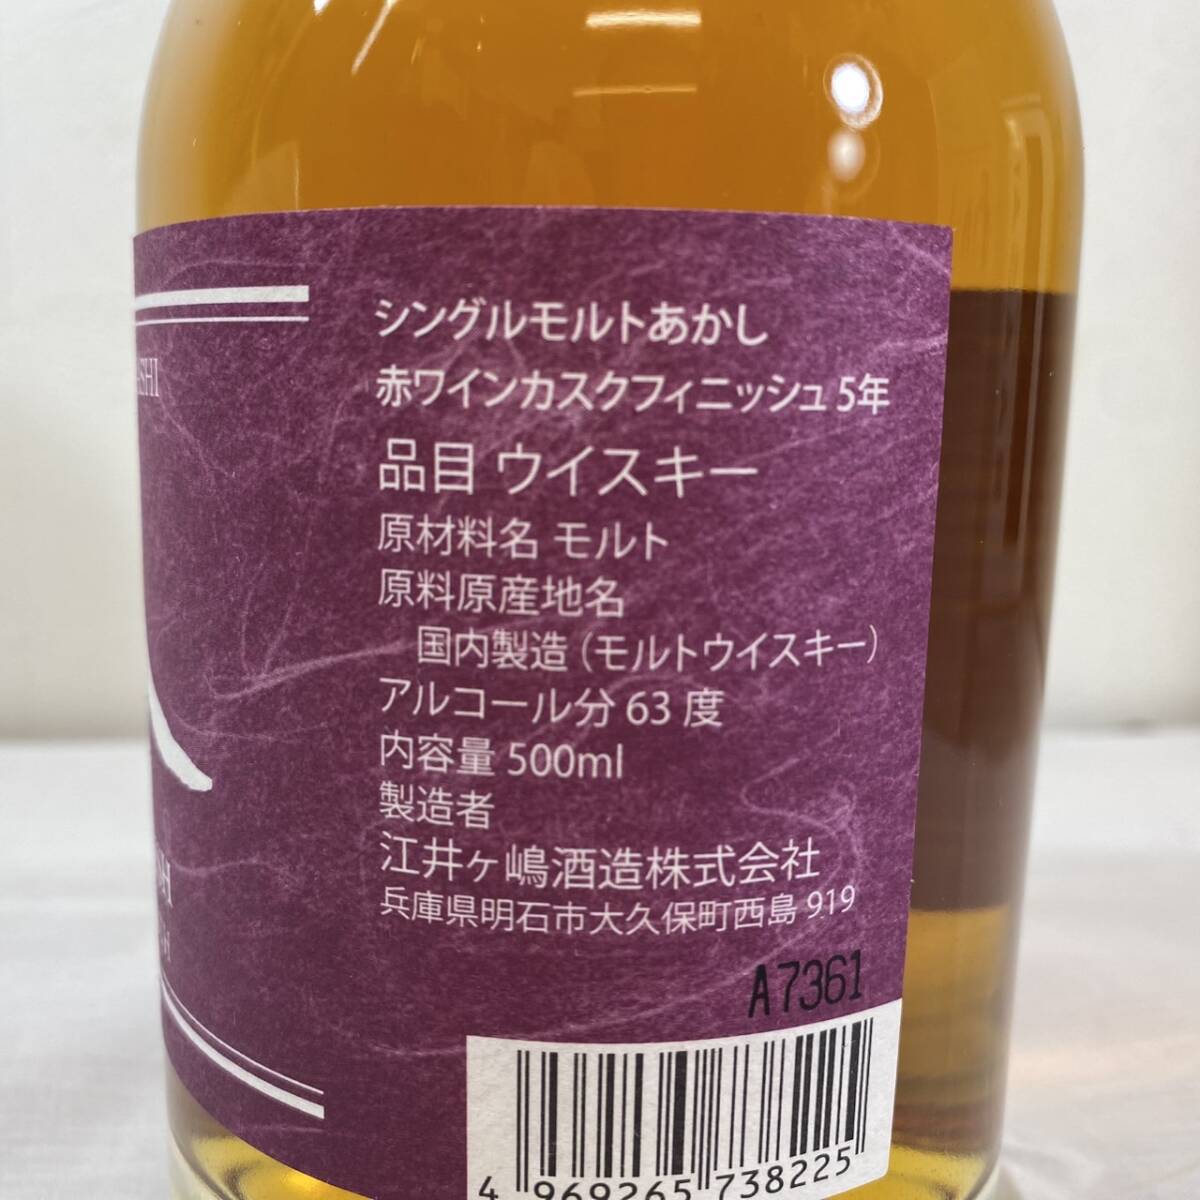 シングルモルトあかし
赤ワインカスクフィニッシュ 5年
品目 ウイスキー
原材料名 モルト
原料原産地名
国内製造（モルトウイスキー）
アルコール分 63 度
内容量 500ml
製造者
江井ヶ嶋酒造株式会社
兵庫県明石市大久保町西島 919
A7361
4 969265 738225